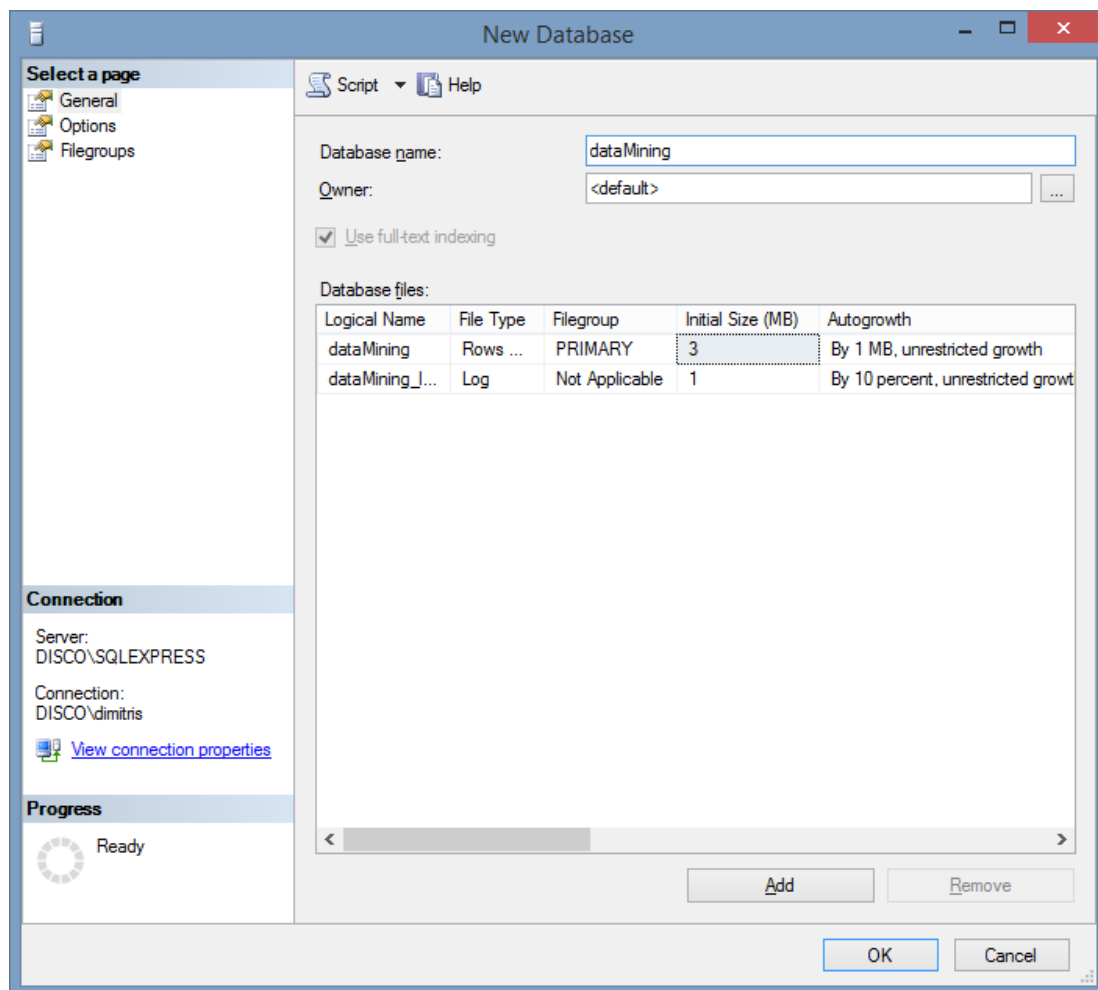 New Database
Select a page
General
Options
Filegroups
Script Help
Database name: dataMining
Owner: <default> ...
Use full-text indexing
Database files:
Logical Name File Type Filegroup Initial Size (MB) Autogrowth
dataMining Rows ... PRIMARY 3 By 1 MB, unrestricted growth
dataMining_l... Log Not Applicable 1 By 10 percent, unrestricted growt
Connection
Server:
DISCO\SQLEXPRESS
Connection:
DISCO\dimitris
View connection properties
Progress
Ready
Add Remove
OK Cancel